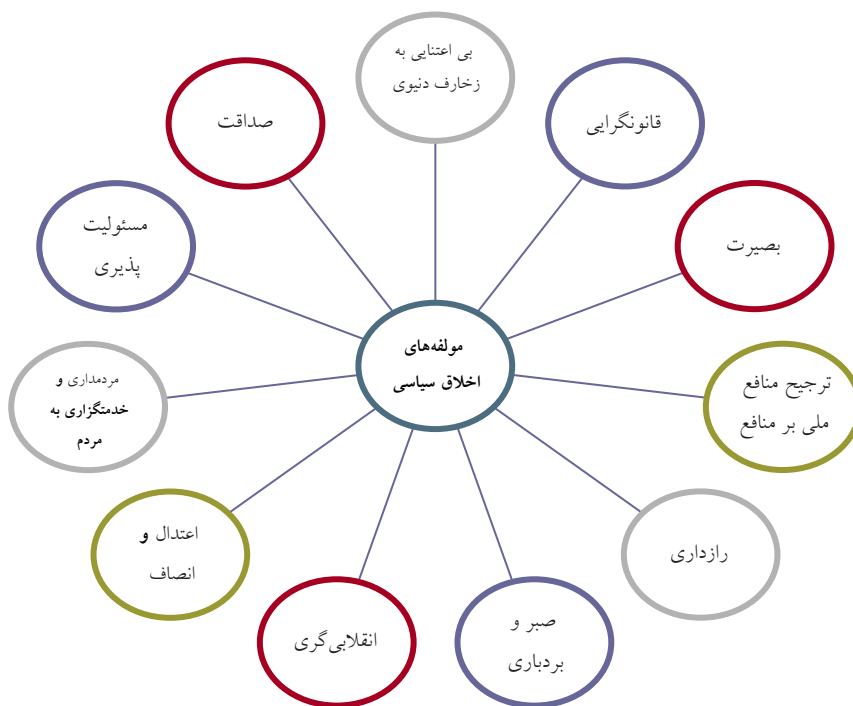 بی اعتنایی به
زخارف دنیوی
قانونگرایی
بصیرت
ترجیح منافع
ملی بر منافع
رازداری
صبر و
بردباری
انقلابی‌گری
اعتدال و
انصاف
مردمداری و
خدمتگزاری به
مردم
مسئولیت
پذیری
صداقت
مولفه‌های
اخلاق سیاسی